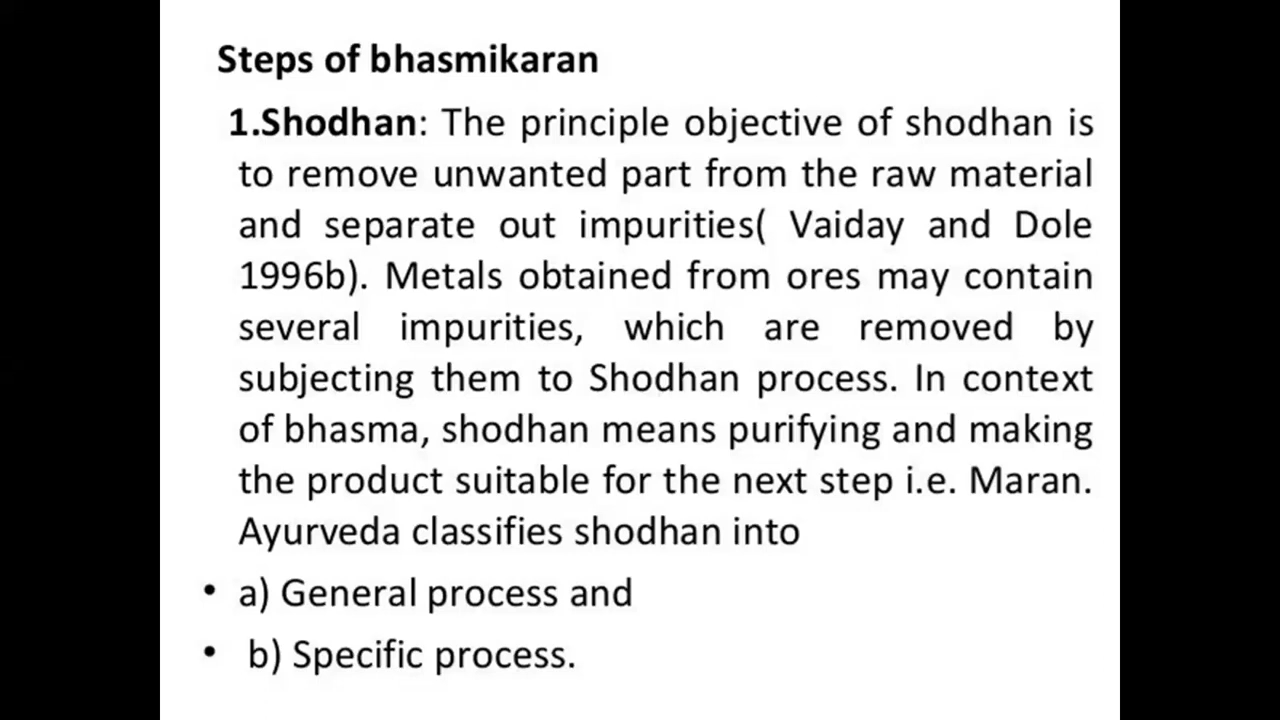 Steps of bhasmikaran
1.Shodhan: The principle objective of shodhan is
to remove unwanted part from the raw material
and separate out impurities( Vaiday and Dole
1996b). Metals obtained from ores may contain
several impurities, which are removed by
subjecting them to Shodhan process. In context
of bhasma, shodhan means purifying and making
the product suitable for the next step i.e. Maran.
Ayurveda classifies shodhan into
• a) General process and
• b) Specific process.